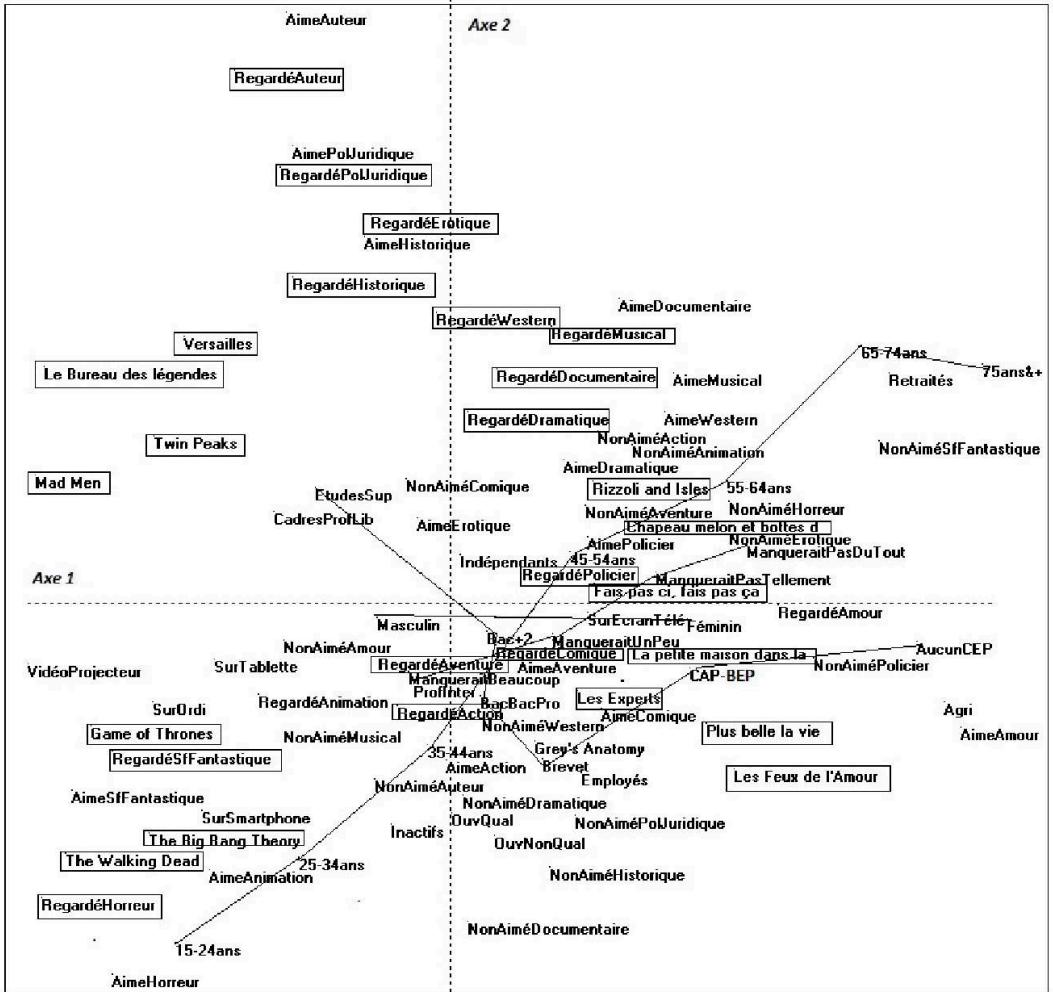 AimeAuteur
Axe 2
RegardéAuteur
AimePolJuridique
RegardéPolJuridique
RegardéErotique
AimeHistorique
RegardéHistorique
AimeDocumentaire
RegardéWestern
RegardéMusical
Versailles
65-74ans
Le Bureau des légendes
RegardéDocumentaire
AimeMusical
Retraités
75ans&+
RegardéDramatique
AimeWestern
Twin Peaks
NonAiméAction
NonAiméAnimation
NonAiméSfFantastique
AimeDramatique
Mad Men
EtudesSup
NonAiméComique
Rizzoli and Isles
55-64ans
CadresProfLib
AimeErotique
NonAiméAventure
NonAiméHorreur
Chapeau melon et bottes d
NonAiméErotique
AimePolicier
ManqueraitPasDuTout
Indépendants
45-54ans
Axe 1
RegardéPolicier
ManqueraitPasTellement
Fais pas ci, fais pas ça
RegardéAmour
Masculin
SurEcranTélé
Féminin
Bac+2
ManqueraitUnPeu
NonAiméAmour
RegardéComique
La petite maison dans la
AucunCEP
VidéoProjecteur
SurTablette
RegardéAventure
AimeAventure
NonAiméPolicier
ManqueraitBeaucoup
CAP-BEP
ProfInter
RegardéAnimation
BacBacPro
Les Experts
SurOrdi
RegardéAction
AimeComique
Agri
Game of Thrones
NonAiméMusical
NonAiméWestern
Plus belle la vie
AimeAmour
RegardéSfFantastique
35-44ans
Grey's Anatomy
AimeAction
Brevet
Employés
Les Feux de l'Amour
NonAiméAuteur
AimeSfFantastique
NonAiméDramatique
SurSmartphone
Inactifs
OuvQual
NonAiméPolJuridique
The Big Bang Theory
OuvNonQual
The Walking Dead
25-34ans
AimeAnimation
NonAiméHistorique
RegardéHorreur
NonAiméDocumentaire
15-24ans
AimeHorreur